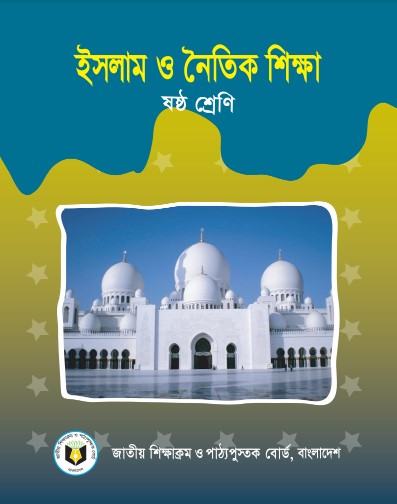 ইসলাম ও নৈতিক শিক্ষা
ষষ্ঠ শ্রেণি
জাতীয় শিক্ষাক্রম ও পাঠ্যপুস্তক বোর্ড, বাংলাদেশ